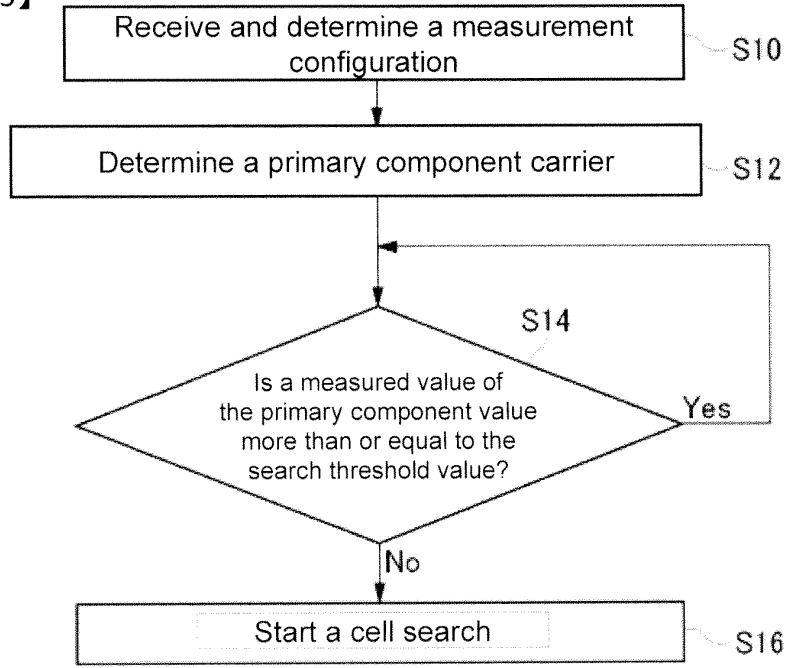 Receive and determine a measurement
configuration
S10
Determine a primary component carrier
S12
S14
Is a measured value of
the primary component value
more than or equal to the
search threshold value?
Yes
No
Start a cell search
S16